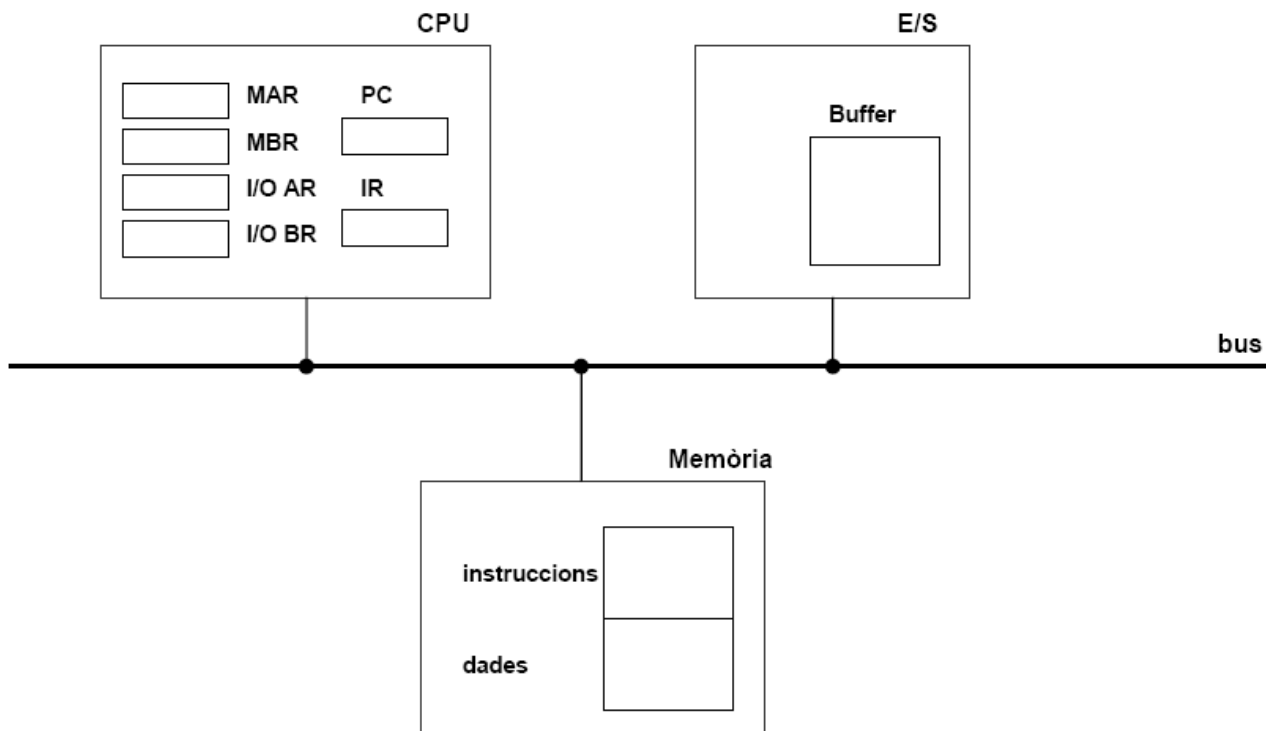 CPU
E/S
MAR
PC
MBR
I/O AR
IR
I/O BR
Buffer
bus
Memòria
instruccions
dades